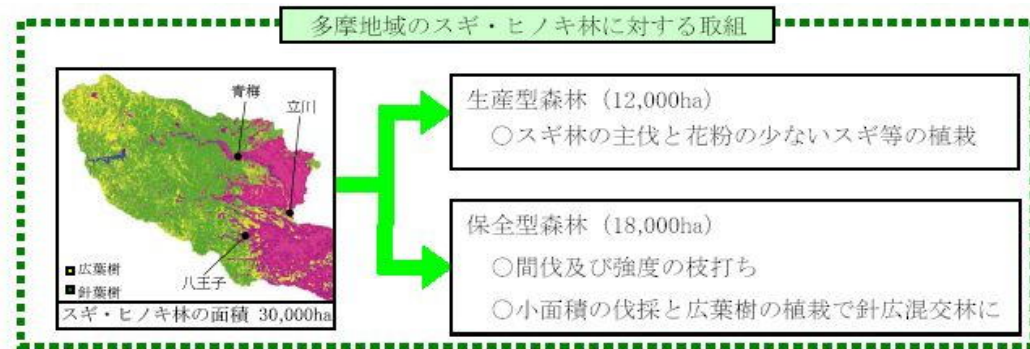 多摩地域のスギ・ヒノキ林に対する取組
青梅
立川
八王子
■広葉樹
■針葉樹
スギ・ヒノキ林の面積 30,000ha
生産型森林（12,000ha）
○スギ林の主伐と花粉の少ないスギ等の植栽
保全型森林（18,000ha）
○間伐及び強度の枝打ち
○小面積の伐採と広葉樹の植栽で針広混交林に